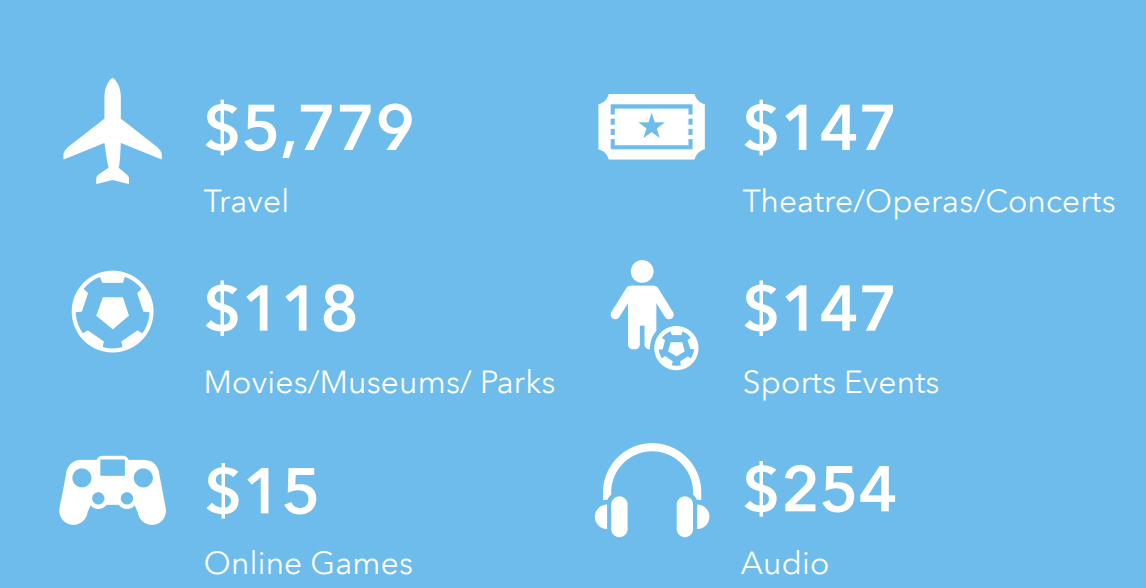 $5,779
Travel
$147
Theatre/Operas/Concerts
$118
Movies/Museums/ Parks
$147
Sports Events
$15
Online Games
$254
Audio